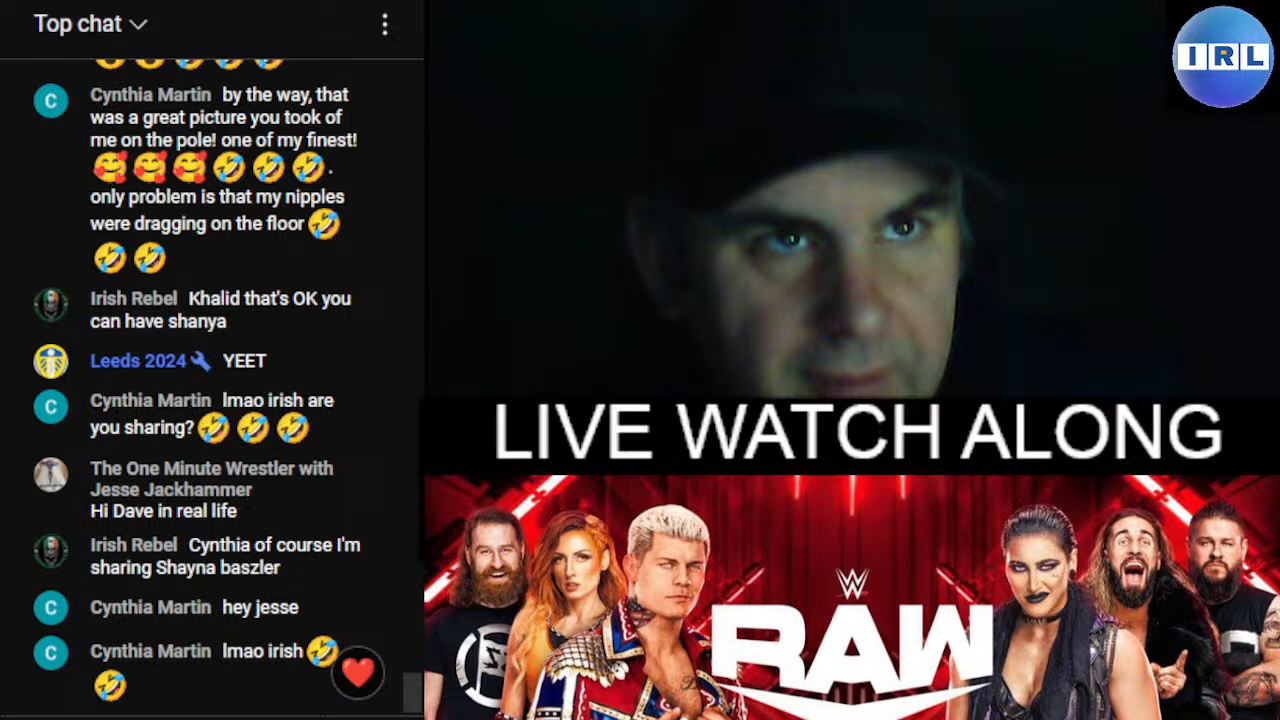 Top chat
Cynthia Martin by the way, that
was a great picture you took of
me on the pole! one of my finest!
🥰🥰🥰🤣🤣🤣.
only problem is that my nipples
were dragging on the floor 🤣
🤣🤣
Irish Rebel Khalid that's OK you
can have shanya
Leeds 2024 YEET
Cynthia Martin lmao irish are
you sharing? 🤣🤣🤣
The One Minute Wrestler with
Jesse Jackhammer
Hi Dave in real life
Irish Rebel Cynthia of course I'm
sharing Shayna baszler
Cynthia Martin hey jesse
Cynthia Martin lmao irish 🤣
🤣
IRL
LIVE WATCH ALONG
W
RAW